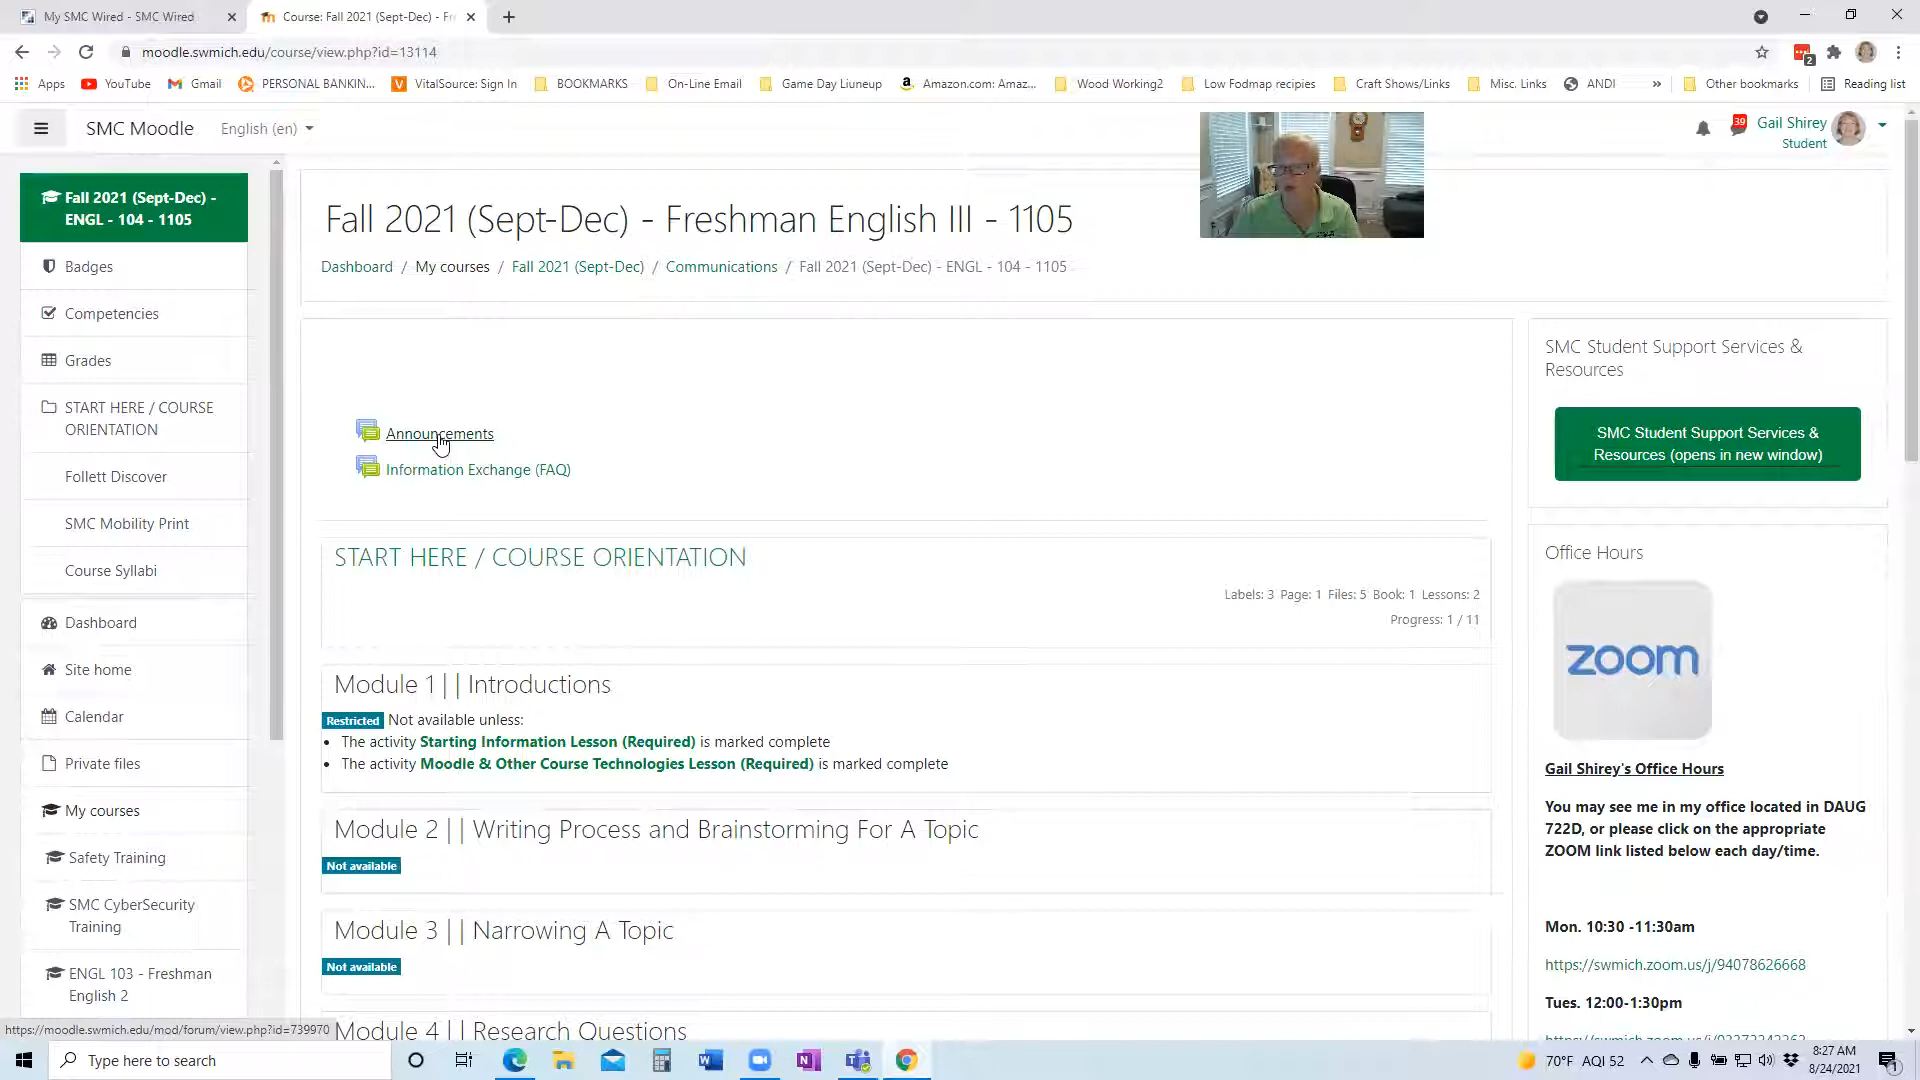 My SMC Wired - SMC Wired
Course: Fall 2021 (Sept-Dec) - Fr
moodle.swmich.edu/course/view.php?id=13114
2
Apps
YouTube
Gmail
PERSONAL BANKIN...
VitalSource: Sign In
BOOKMARKS
On-Line Email
Game Day Liuneup
Amazon.com: Amaz...
Wood Working2
Low Fodmap recipies
Craft Shows/Links
Misc. Links
ANDI
»
Other bookmarks
Reading list
SMC Moodle
English (en)
39
Gail Shirey
Student
Fall 2021 (Sept-Dec) -
ENGL - 104 - 1105
Badges
Competencies
Grades
START HERE / COURSE
ORIENTATION
Follett Discover
SMC Mobility Print
Course Syllabi
Dashboard
Site home
Calendar
Private files
My courses
Safety Training
SMC CyberSecurity
Training
ENGL 103 - Freshman
English 2
Fall 2021 (Sept-Dec) - Freshman English III - 1105
Dashboard / My courses / Fall 2021 (Sept-Dec) / Communications / Fall 2021 (Sept-Dec) - ENGL - 104 - 1105
Announcements
Information Exchange (FAQ)
START HERE / COURSE ORIENTATION
Labels: 3 Page: 1 Files: 5 Book: 1 Lessons: 2
Progress: 1 / 11
Module 1 | | Introductions
Restricted Not available unless:
• The activity Starting Information Lesson (Required) is marked complete
• The activity Moodle & Other Course Technologies Lesson (Required) is marked complete
Module 2 | | Writing Process and Brainstorming For A Topic
Not available
Module 3 | | Narrowing A Topic
Not available
Module 4 | | Research Questions
SMC Student Support Services &
Resources
SMC Student Support Services &
Resources (opens in new window)
Office Hours
zoom
Gail Shirey's Office Hours
You may see me in my office located in DAUG
722D, or please click on the appropriate
ZOOM link listed below each day/time.
Mon. 10:30 -11:30am
https://swmich.zoom.us/j/94078626668
Tues. 12:00-1:30pm
https://moodle.swmich.edu/mod/forum/view.php?id=739970
Type here to search
70°F AQI 52
8:27 AM
8/24/2021
1